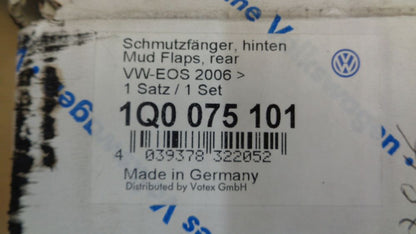 Schmutzfänger, hinten
Mud Flaps, rear
VW-EOS 2006 >
1 Satz / 1 Set
1Q0 075 101
4 039378 322052
Made in Germany
Distributed by Votex GmbH